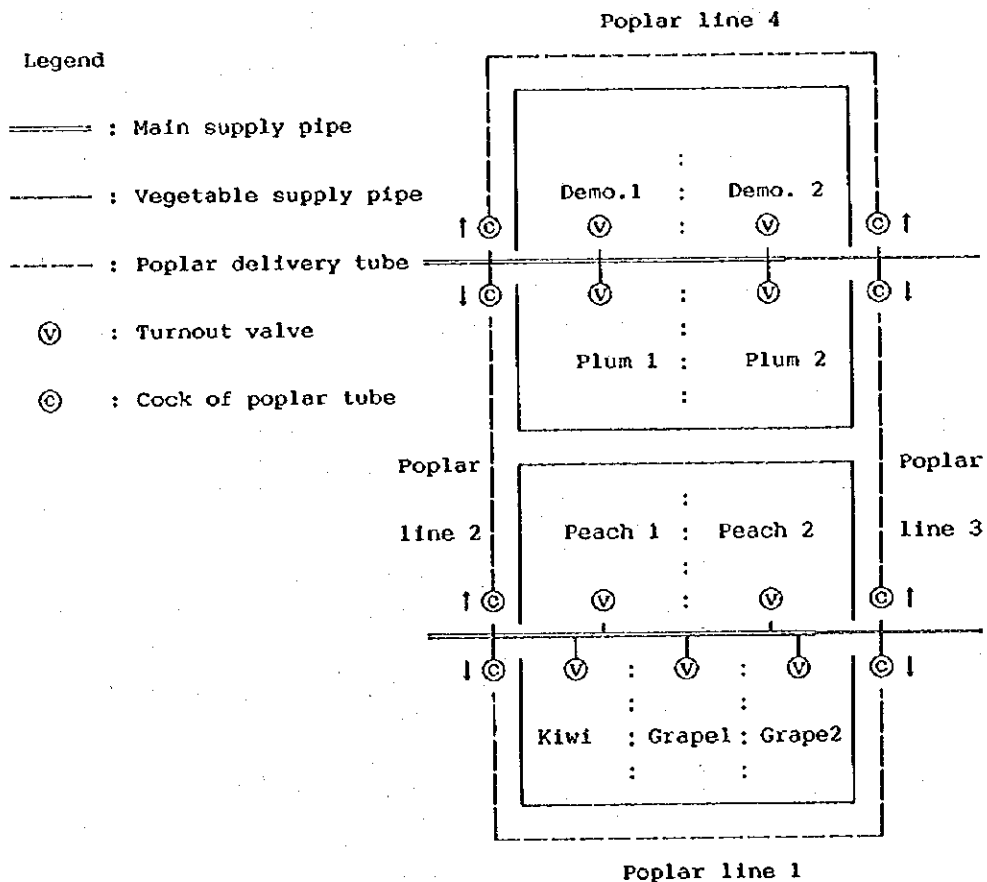 Poplar line 4
Legend
: Main supply pipe
: Vegetable supply pipe
: Poplar delivery tube
V : Turnout valve
C : Cock of poplar tube
Demo.1 : Demo. 2
↑ C V V C ↑
↓ C V V C ↓
Plum 1 : Plum 2
Poplar line 2
Poplar line 3
Peach 1 : Peach 2
↑ C V V C ↑
↓ C V V V C ↓
Kiwi : Grape1 : Grape2
Poplar line 1